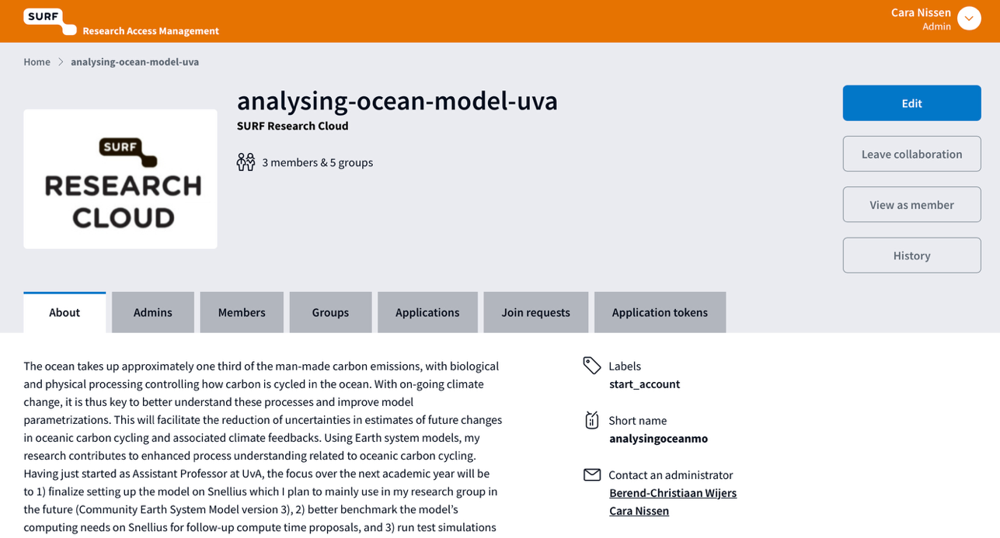 SURF
Research Access Management
Cara Nissen
Admin
Home > analysing-ocean-model-uva
analysing-ocean-model-uva
SURF Research Cloud
3 members & 5 groups
SURF
RESEARCH
CLOUD
Edit
Leave collaboration
View as member
History
About Admins Members Groups Applications Join requests Application tokens
The ocean takes up approximately one third of the man-made carbon emissions, with biological
and physical processing controlling how carbon is cycled in the ocean. With on-going climate
change, it is thus key to better understand these processes and improve model
parametrizations. This will facilitate the reduction of uncertainties in estimates of future changes
in oceanic carbon cycling and associated climate feedbacks. Using Earth system models, my
research contributes to enhanced process understanding related to oceanic carbon cycling.
Having just started as Assistant Professor at UvA, the focus over the next academic year will be
to 1) finalize setting up the model on Snellius which I plan to mainly use in my research group in
the future (Community Earth System Model version 3), 2) better benchmark the model’s
computing needs on Snellius for follow-up compute time proposals, and 3) run test simulations
Labels
start_account
Short name
analysingoceanmo
Contact an administrator
Berend-Christiaan Wijers
Cara Nissen